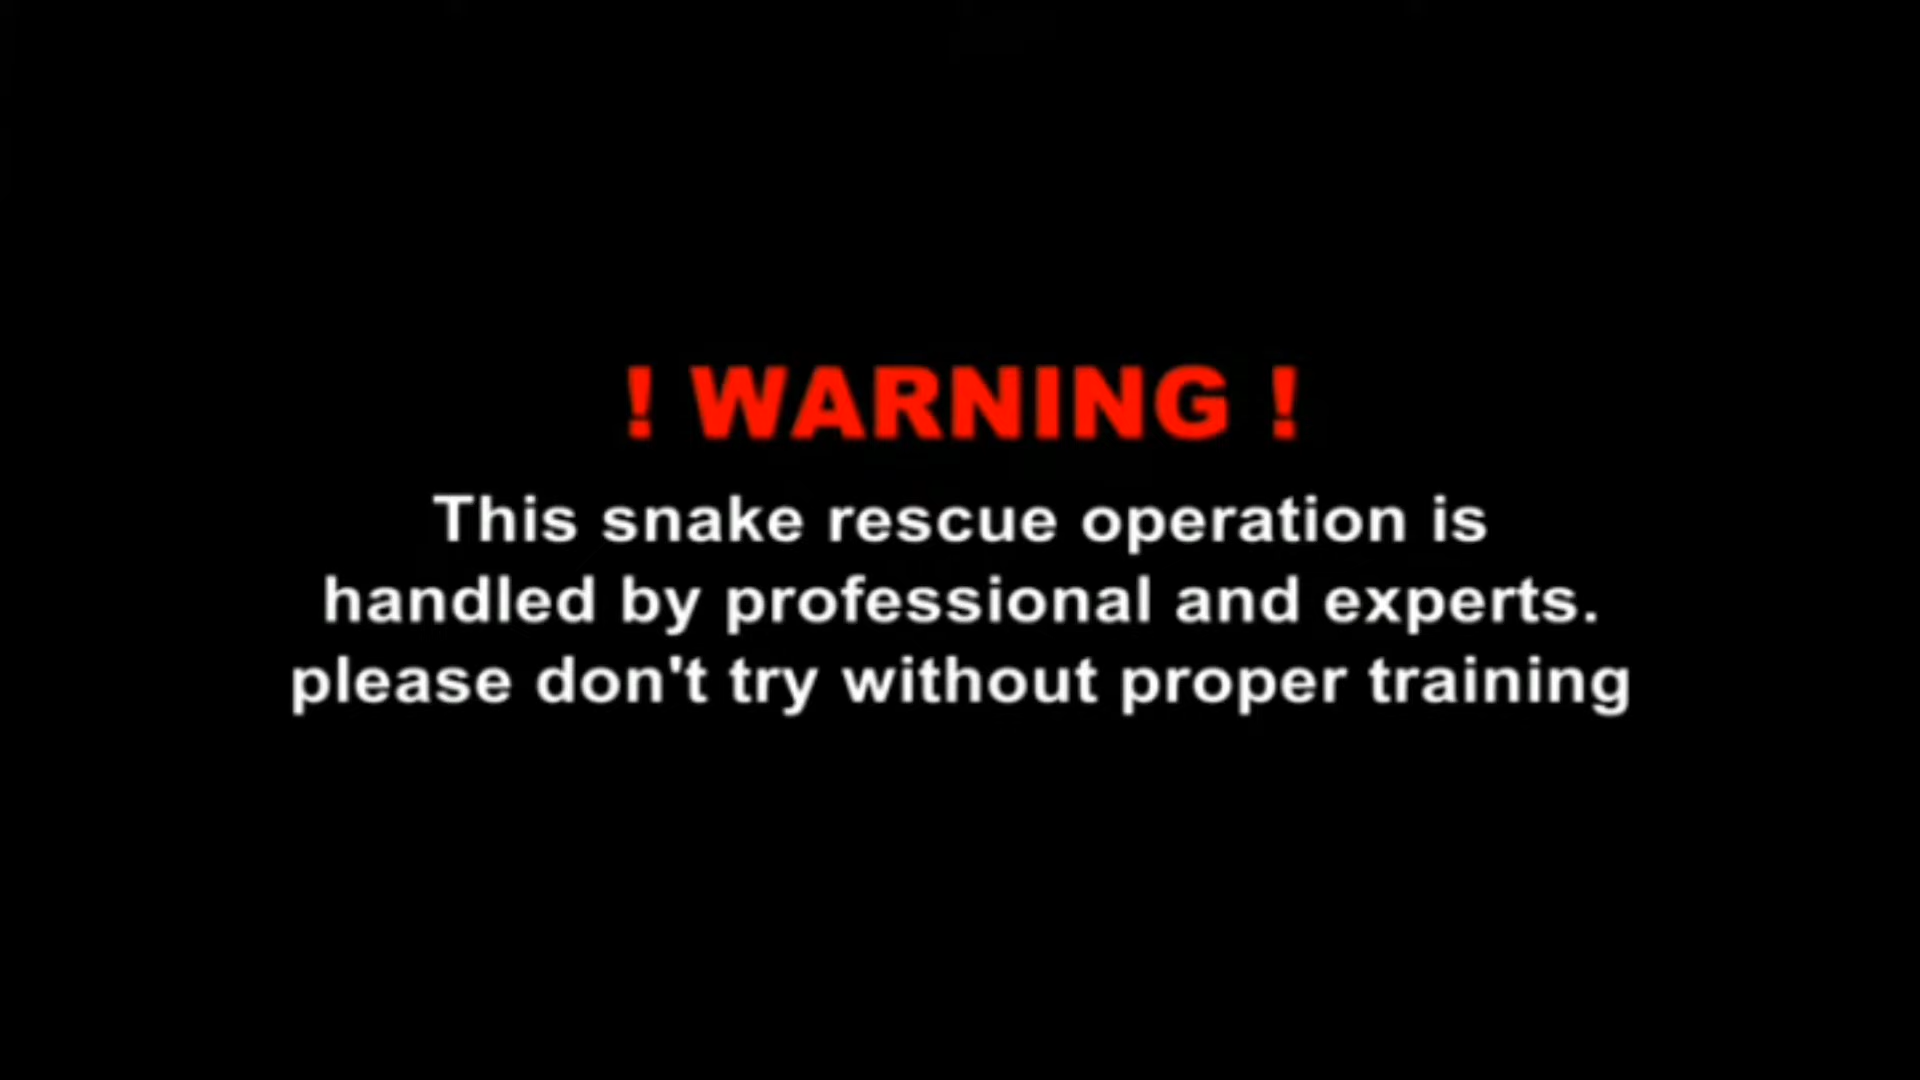 ! WARNING !
This snake rescue operation is
handled by professional and experts.
please don't try without proper training